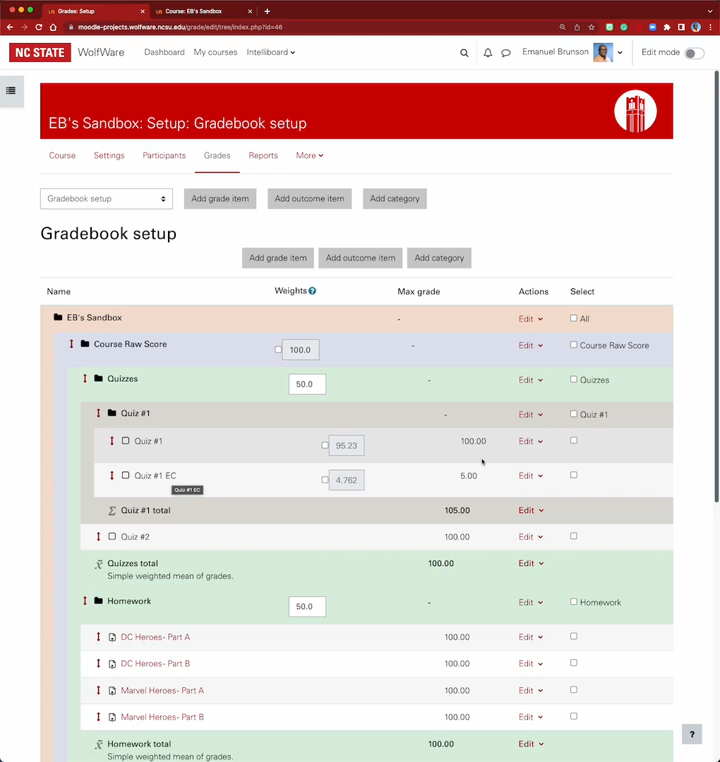 Grades: Setup
Course: EB's Sandbox
moodle-projects.wolfware.ncsu.edu/grade/edit/tree/index.php?id=46
NC STATE WolfWare Dashboard My courses Intelliboard Emanuel Brunson Edit mode
EB's Sandbox: Setup: Gradebook setup
Course Settings Participants Grades Reports More
Gradebook setup Add grade item Add outcome item Add category
Gradebook setup
Add grade item Add outcome item Add category
Name Weights ? Max grade Actions Select
EB's Sandbox - Edit All
Course Raw Score 100.0 - Edit Course Raw Score
Quizzes 50.0 - Edit Quizzes
Quiz #1 - Edit Quiz #1
Quiz #1 95.23 100.00 Edit
Quiz #1 EC 4.762 5.00 Edit
Quiz #1 EC
Σ Quiz #1 total 105.00 Edit
Quiz #2 100.00 Edit
x̄ Quizzes total 100.00 Edit
Simple weighted mean of grades.
Homework 50.0 - Edit Homework
DC Heroes- Part A 100.00 Edit
DC Heroes- Part B 100.00 Edit
Marvel Heroes- Part A 100.00 Edit
Marvel Heroes- Part B 100.00 Edit
x̄ Homework total 100.00 Edit
Simple weighted mean of grades.
?